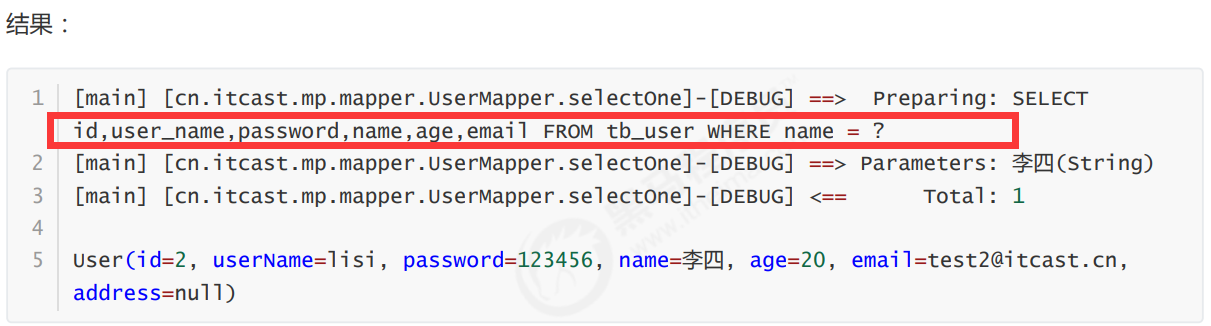 结果：
1 [main] [cn.itcast.mp.mapper.UserMapper.selectOne]-[DEBUG] ==>  Preparing: SELECT
id,user_name,password,name,age,email FROM tb_user WHERE name = ?
2 [main] [cn.itcast.mp.mapper.UserMapper.selectOne]-[DEBUG] ==> Parameters: 李四(String)
3 [main] [cn.itcast.mp.mapper.UserMapper.selectOne]-[DEBUG] <==      Total: 1
4
5 User(id=2, userName=lisi, password=123456, name=李四, age=20, email=test2@itcast.cn,
address=null)